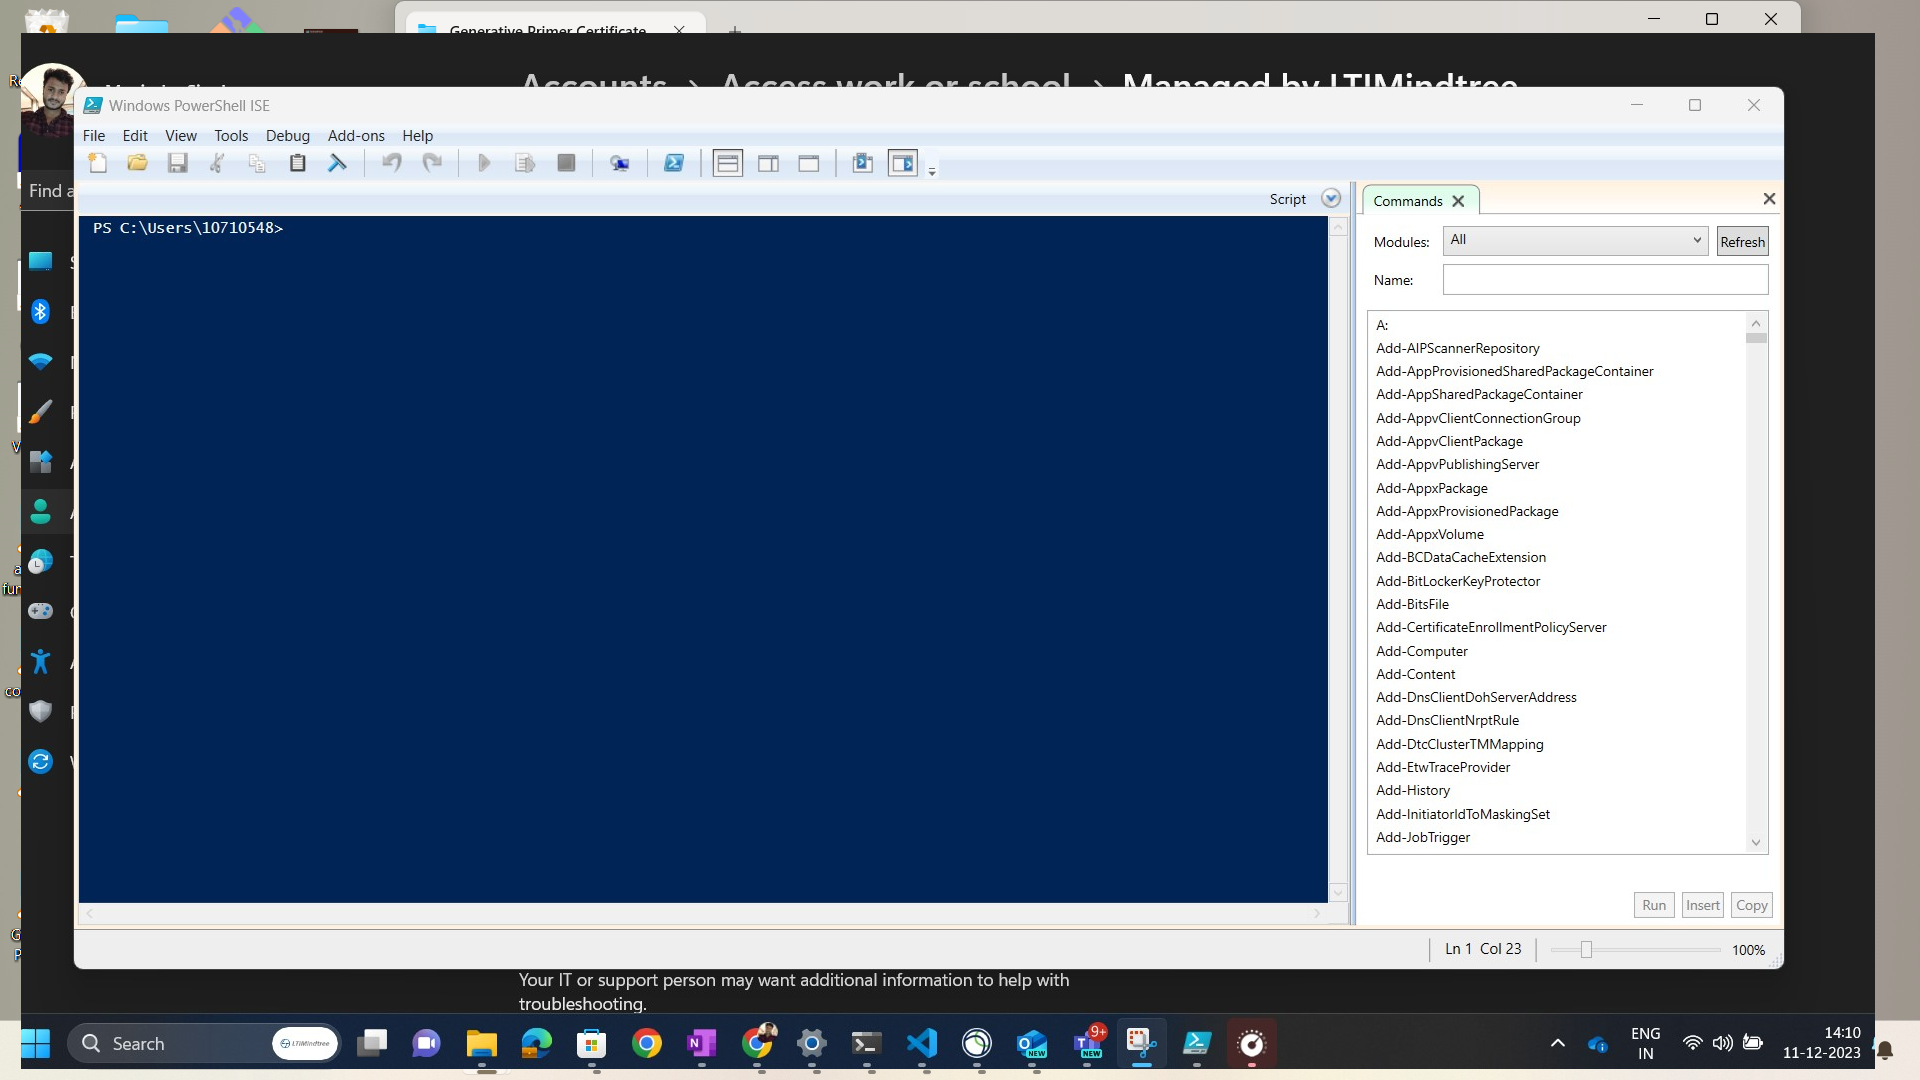 Generative Primer Certificate
Accounts > Access work or school > Managed by LTIMindtree
Windows PowerShell ISE
File Edit View Tools Debug Add-ons Help
Find a
Script
Commands
PS C:\Users\10710548>
Modules: All Refresh
Name:
A:
Add-AIPScannerRepository
Add-AppProvisionedSharedPackageContainer
Add-AppSharedPackageContainer
Add-AppvClientConnectionGroup
Add-AppvClientPackage
Add-AppvPublishingServer
Add-AppxPackage
Add-AppxProvisionedPackage
Add-AppxVolume
Add-BCDataCacheExtension
Add-BitLockerKeyProtector
Add-BitsFile
Add-CertificateEnrollmentPolicyServer
Add-Computer
Add-Content
Add-DnsClientDohServerAddress
Add-DnsClientNrptRule
Add-DtcClusterTMMapping
Add-EtwTraceProvider
Add-History
Add-InitiatorIdToMaskingSet
Add-JobTrigger
Run Insert Copy
Ln 1 Col 23 100%
Your IT or support person may want additional information to help with
troubleshooting.
Search LTIMindtree
NEW
9+
NEW
ENG
IN
14:10
11-12-2023